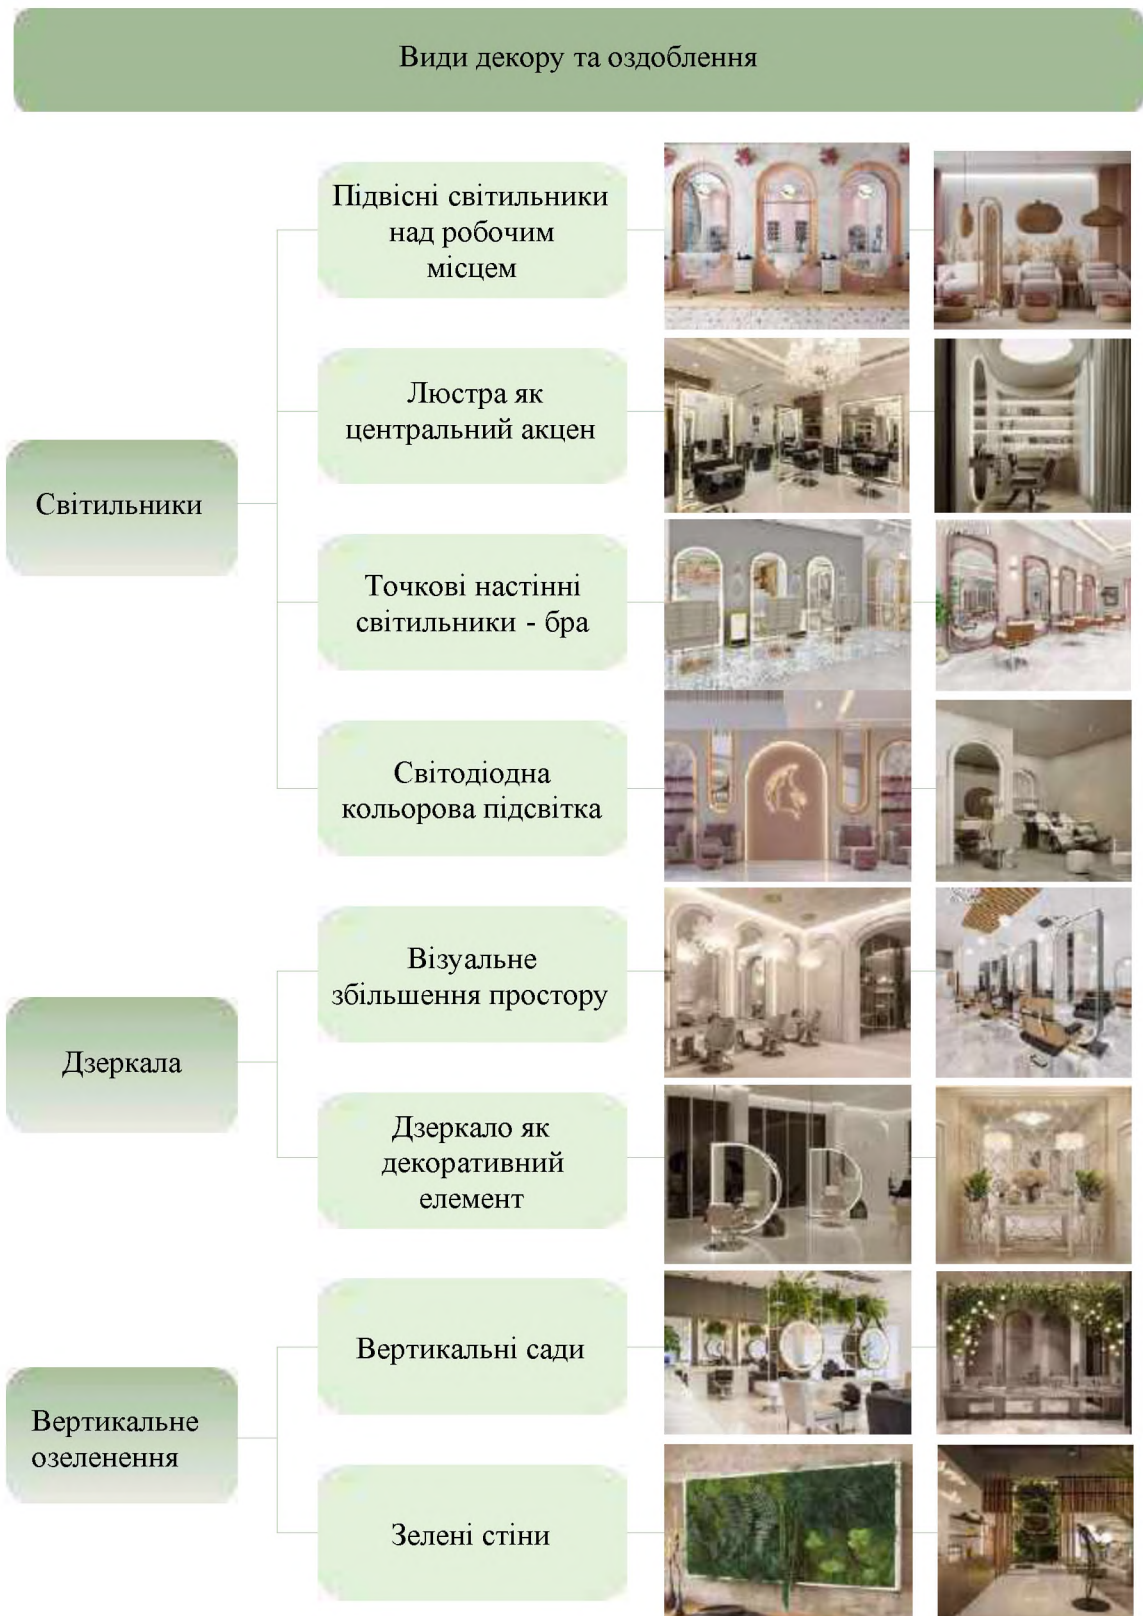 Види декору та оздоблення
Підвісні світильники
над робочим
місцем
Люстра як
центральний акцен
Світильники
Точкові настінні
світильники - бра
Світодіодна
кольорова підсвітка
Візуальне
збільшення простору
Дзеркала
Дзеркало як
декоративний
елемент
Вертикальні сади
Вертикальне
озеленення
Зелені стіни